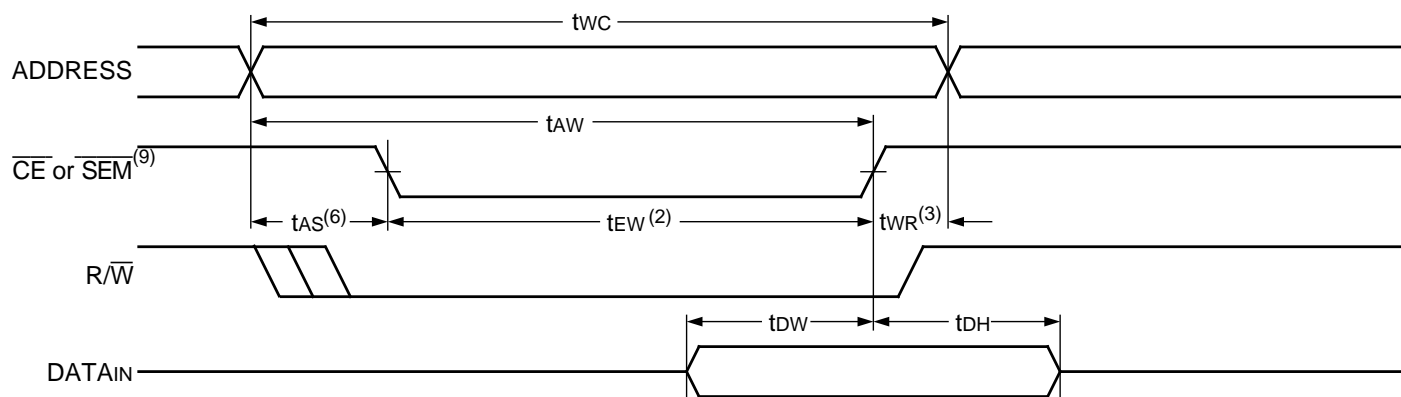 tWC
ADDRESS
tAW
CE or SEM(9)
tAS(6)
tEW (2)
tWR(3)
R/W
tDW
tDH
DATAIN